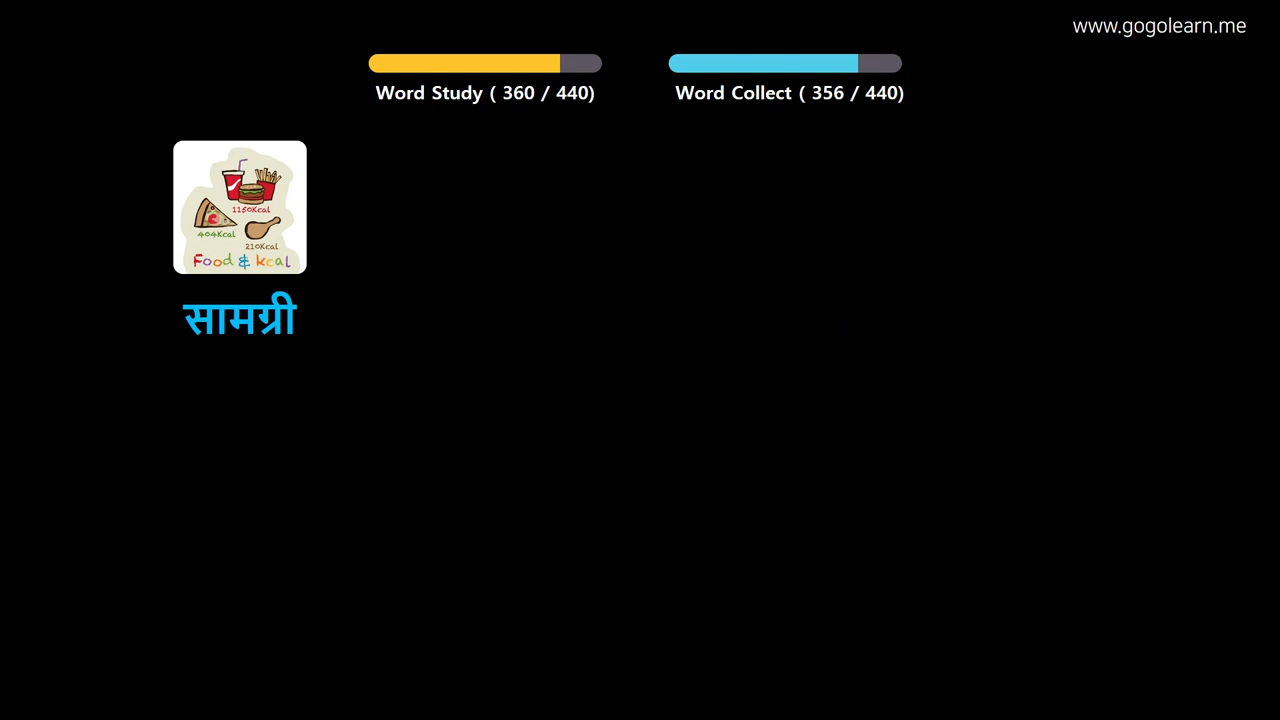 www.gogolearn.me
Word Study ( 360 / 440)
Word Collect ( 356 / 440)
1150Kcal
404Kcal
210Kcal
Food & kcal
सामग्री